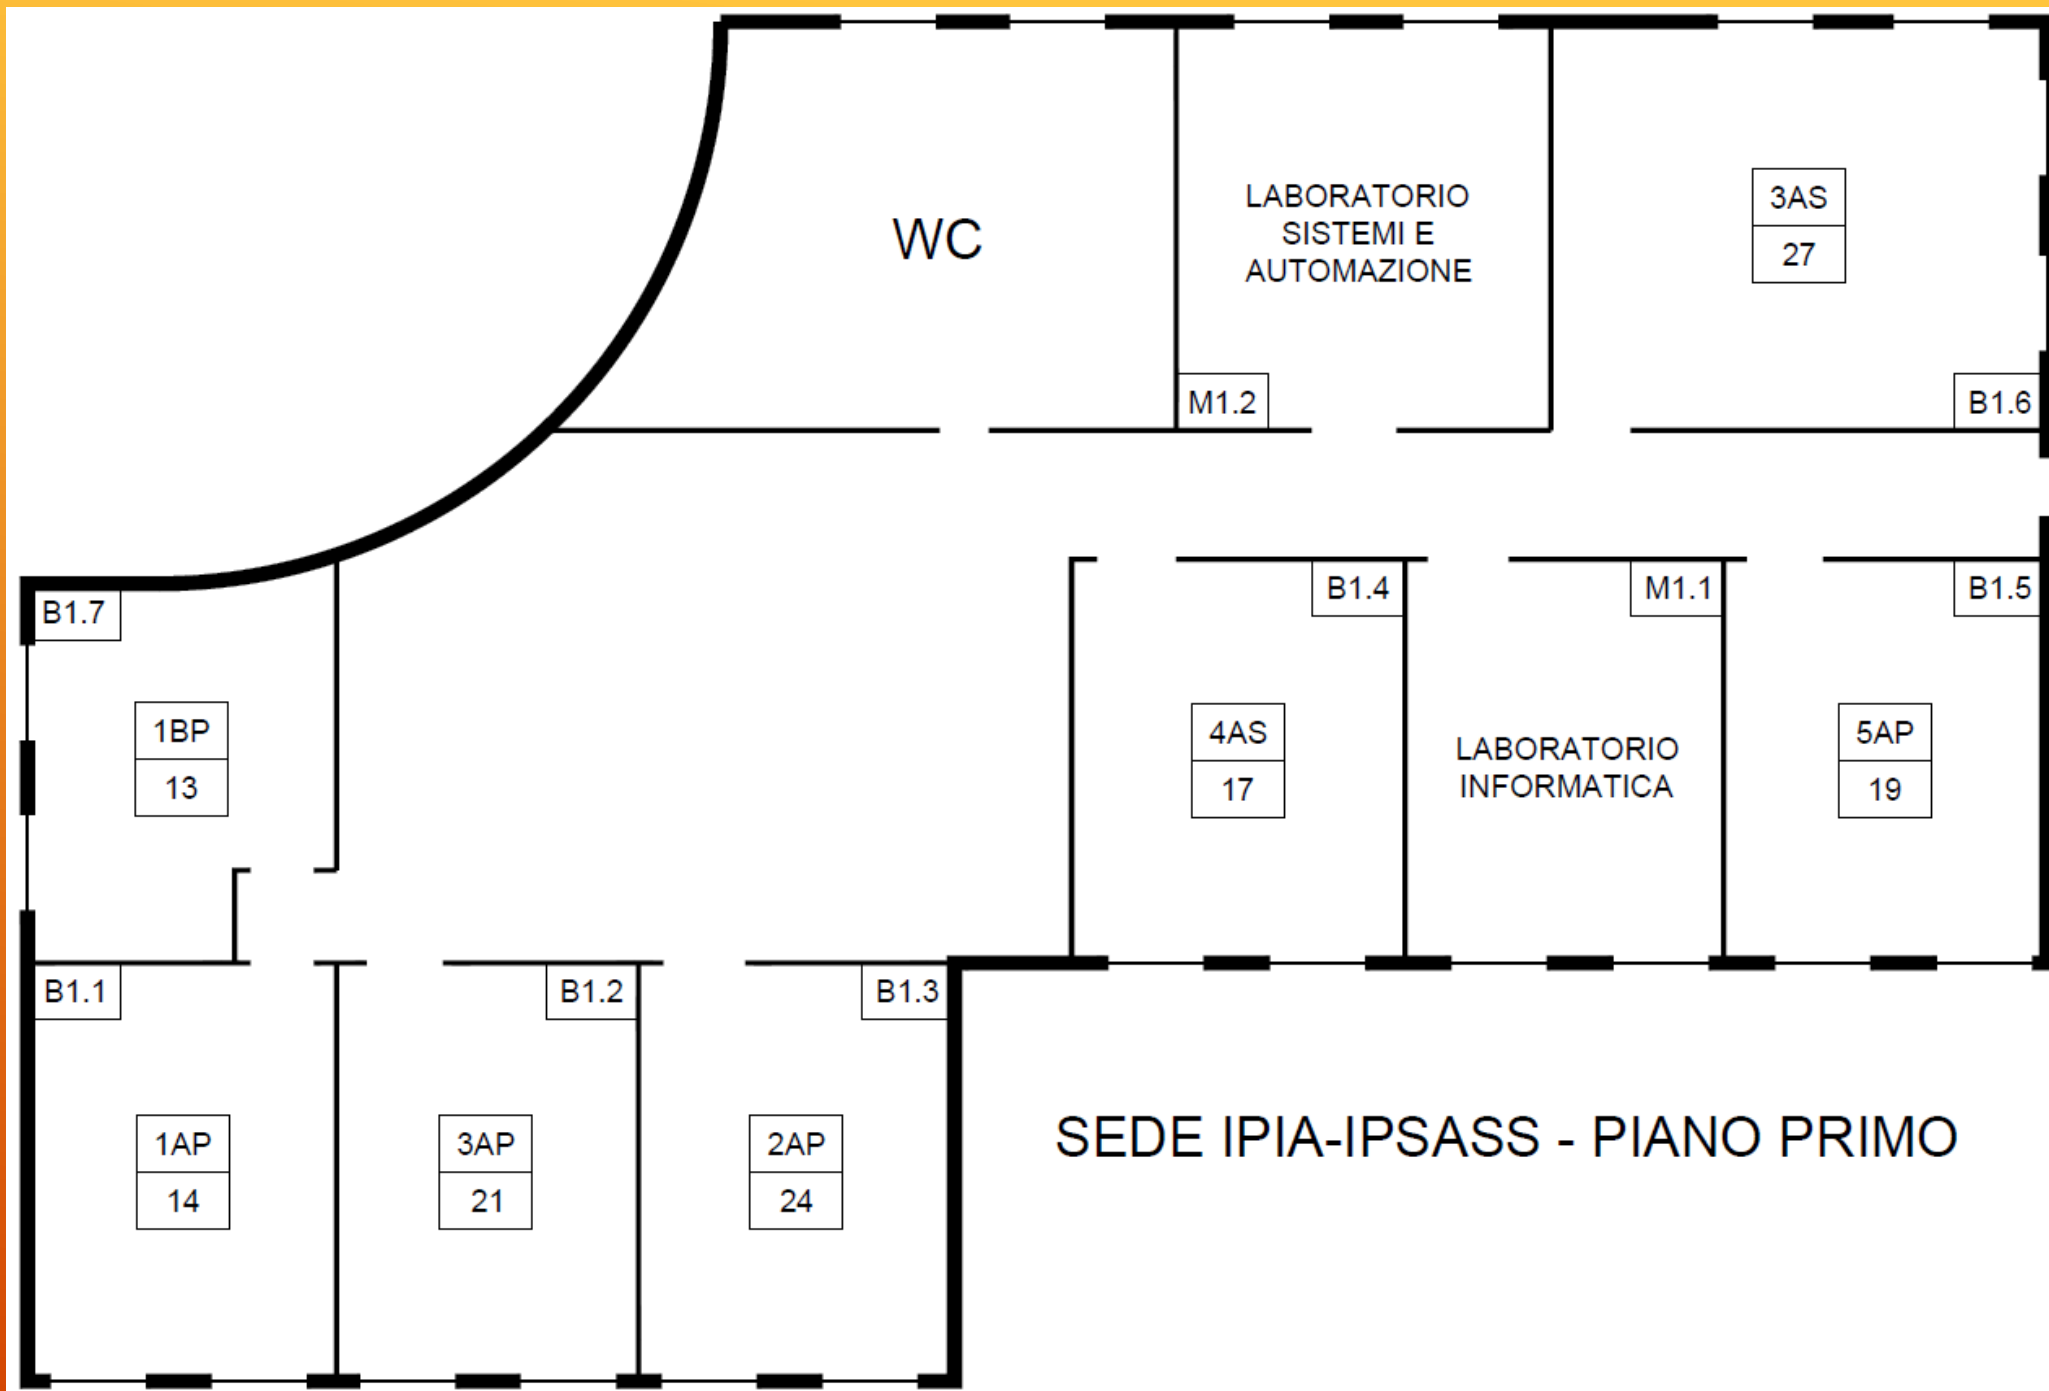 WC
LABORATORIO
SISTEMI E
AUTOMAZIONE
3AS
27
M1.2
B1.6
B1.7
B1.4
M1.1
B1.5
1BP
13
4AS
17
LABORATORIO
INFORMATICA
5AP
19
B1.1
B1.2
B1.3
1AP
14
3AP
21
2AP
24
SEDE IPIA-IPSASS - PIANO PRIMO